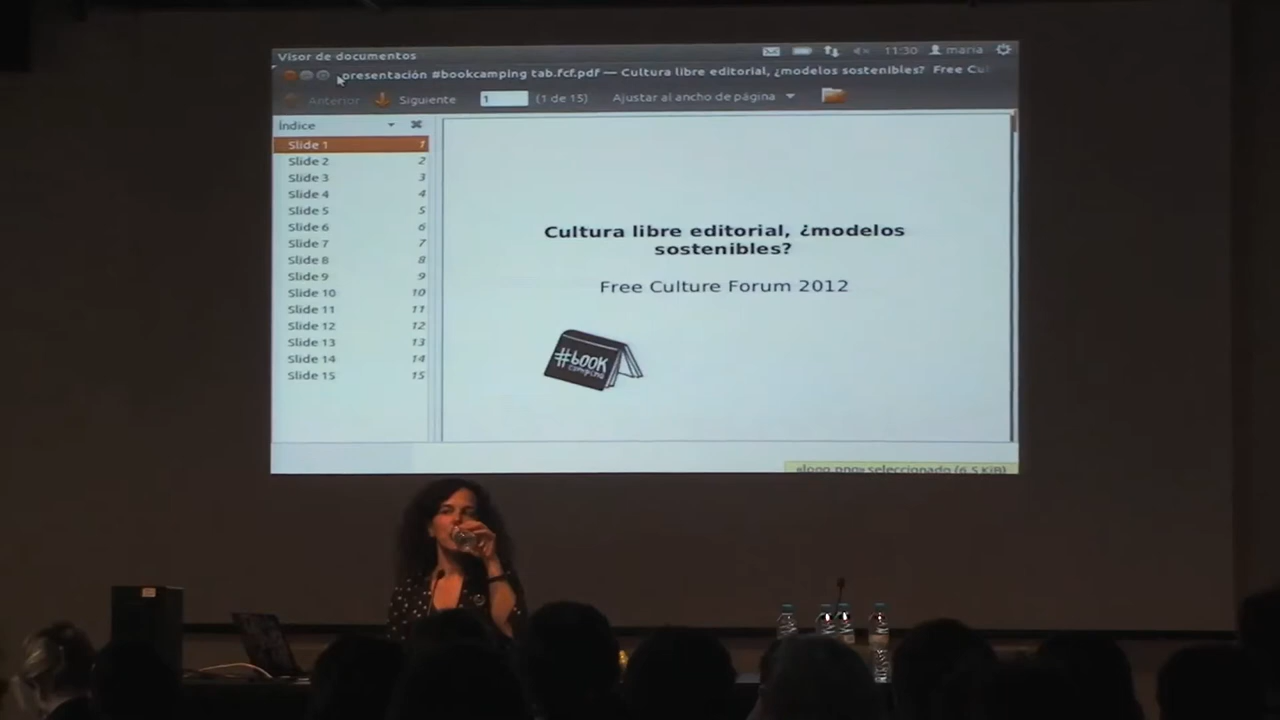 Visor de documentos
11:30 maria
presentación #bookcamping tab.fcf.pdf — Cultura libre editorial, ¿modelos sostenibles? Free Cu
Anterior Siguiente 1 (1 de 15) Ajustar al ancho de página
Índice
Slide 1 1
Slide 2 2
Slide 3 3
Slide 4 4
Slide 5 5
Slide 6 6
Slide 7 7
Slide 8 8
Slide 9 9
Slide 10 10
Slide 11 11
Slide 12 12
Slide 13 13
Slide 14 14
Slide 15 15
Cultura libre editorial, ¿modelos
sostenibles?
Free Culture Forum 2012
#book
camping
«logo.png» seleccionado (6,5 KiB)